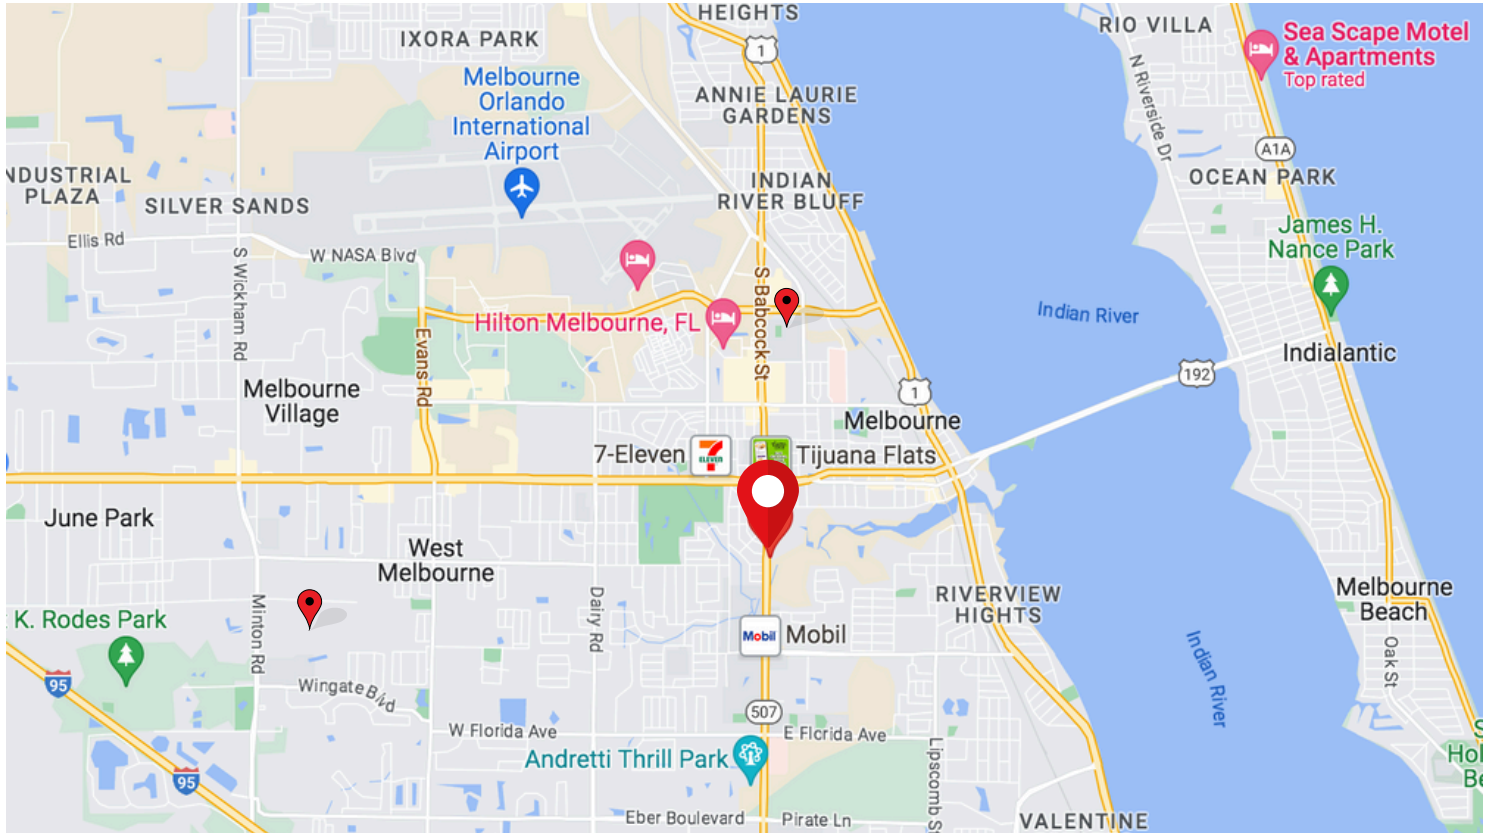 HEIGHTS
RIO VILLA
Sea Scape Motel
& Apartments
Top rated
IXORA PARK
1
N Riverside Dr
Melbourne
Orlando
International
Airport
ANNIE LAURIE
GARDENS
A1A
NDUSTRIAL
PLAZA
SILVER SANDS
INDIAN
RIVER BLUFF
OCEAN PARK
James H.
Nance Park
Ellis Rd
W NASA Blvd
S Wickham Rd
S Babcock St
Indian River
Hilton Melbourne, FL
Evans Rd
Indialantic
192
Melbourne
Village
1
Melbourne
7-Eleven
7
ELEVEN
Tijuana Flats
June Park
West
Melbourne
Melbourne
Beach
RIVERVIEW
HIGHTS
K. Rodes Park
Minton Rd
Dairy Rd
Mobil
Mobil
Indian River
Oak St
95
Wingate Blvd
507
W Florida Ave
E Florida Ave
Andretti Thrill Park
Lipscomb St
S
Hol
Be
95
Eber Boulevard
Pirate Ln
VALENTINE